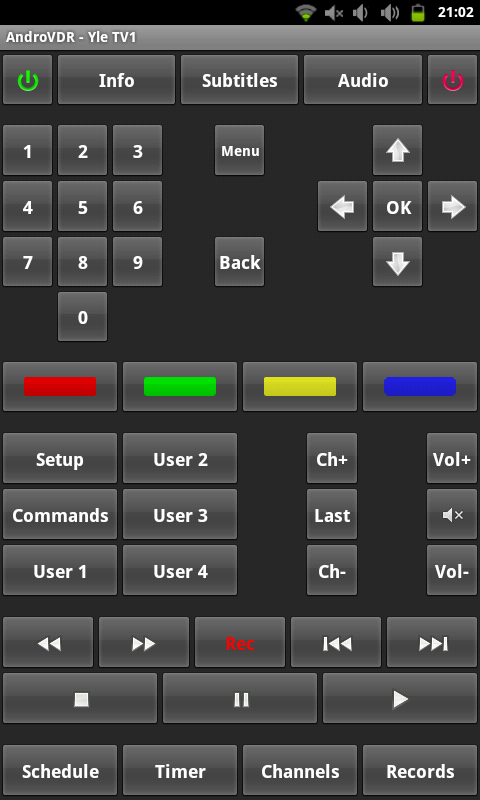 21:02
AndroVDR - Yle TV1
Info Subtitles Audio
1 2 3 Menu
4 5 6 OK
7 8 9 Back
0
Setup User 2 Ch+ Vol+
Commands User 3 Last
User 1 User 4 Ch- Vol-
Rec
Schedule Timer Channels Records